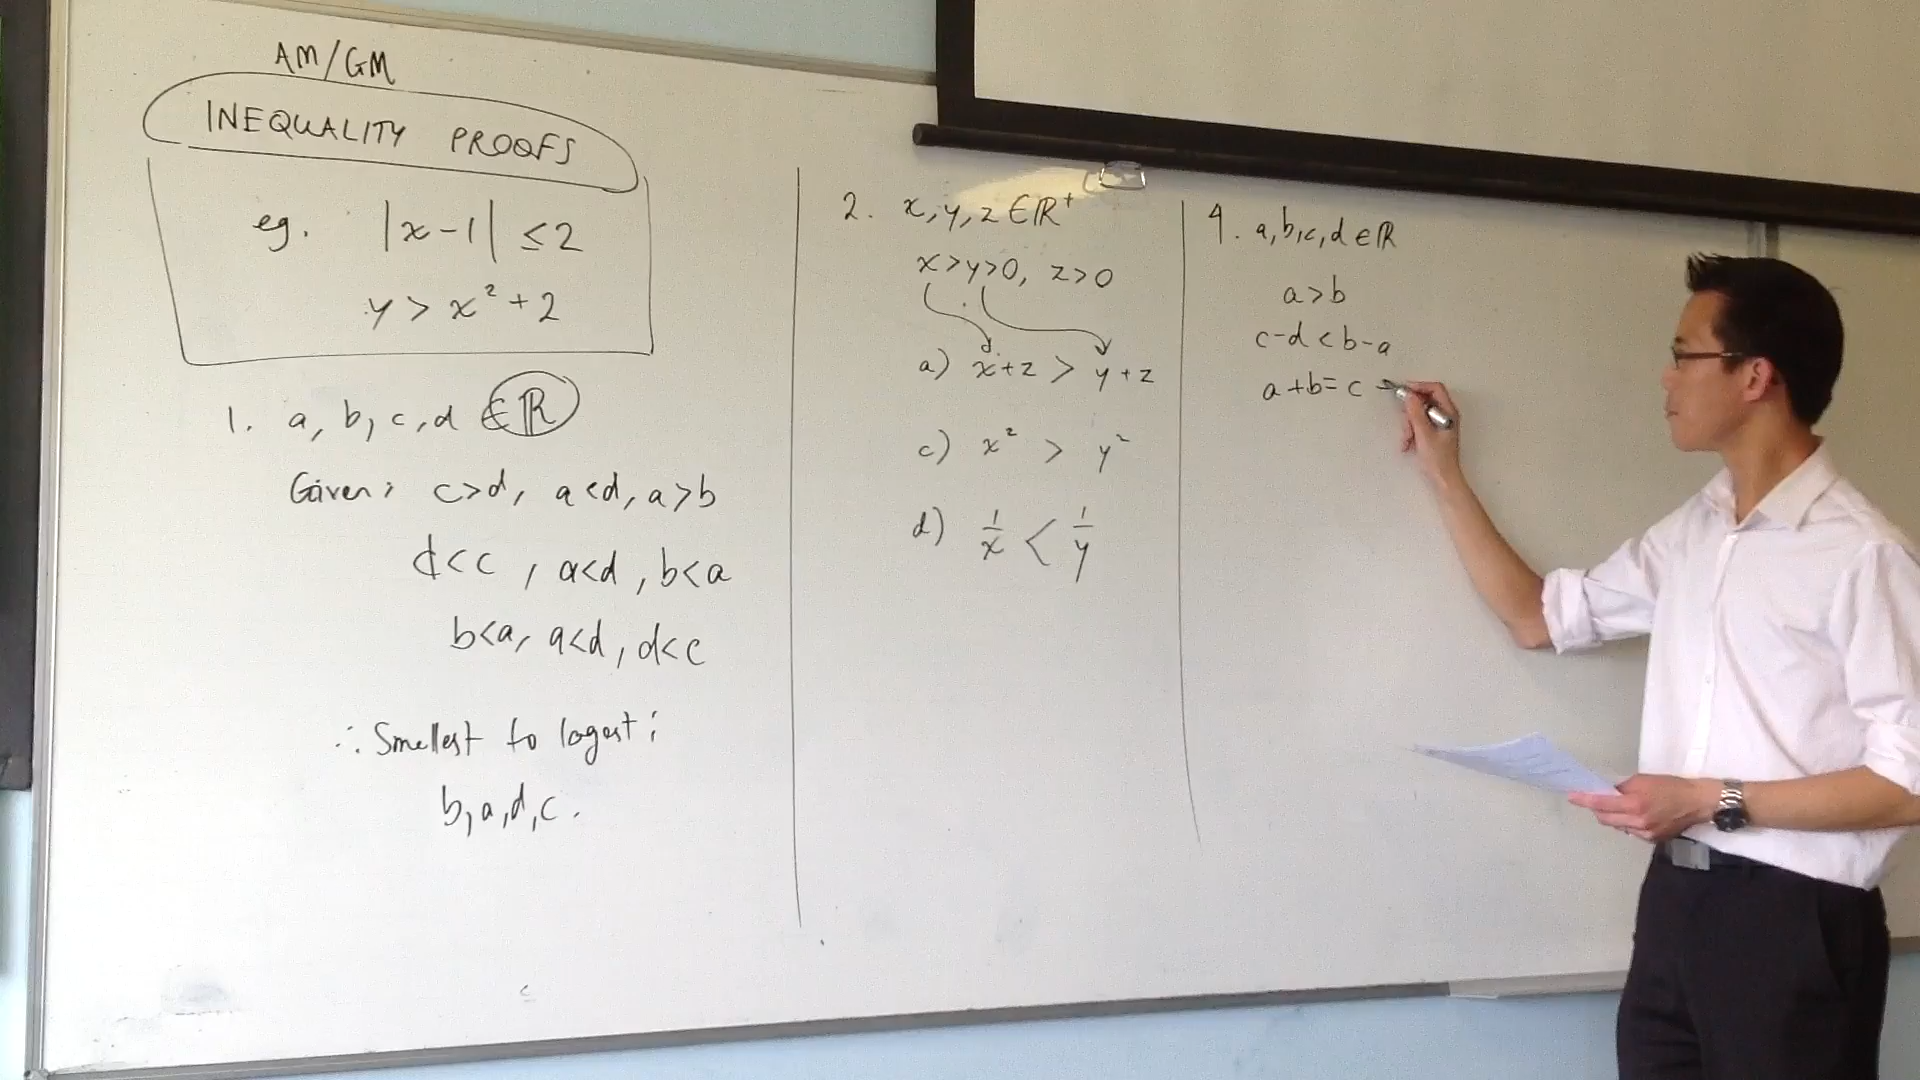 AM/GM
INEQUALITY PROOFS
eg. |x-1| ≤ 2
y > x² + 2
1. a, b, c, d ∈ ℝ
Given: c>d, a<d, a>b
d<c, a<d, b<a
b<a, a<d, d<c
∴ Smallest to largest:
b, a, d, c.
2. x, y, z ∈ ℝ⁺
x>y>0, z>0
a) x+z > y+z
c) x² > y²
d) 1/x < 1/y
4. a, b, c, d ∈ ℝ
a>b
c-d < b-a
a+b = c